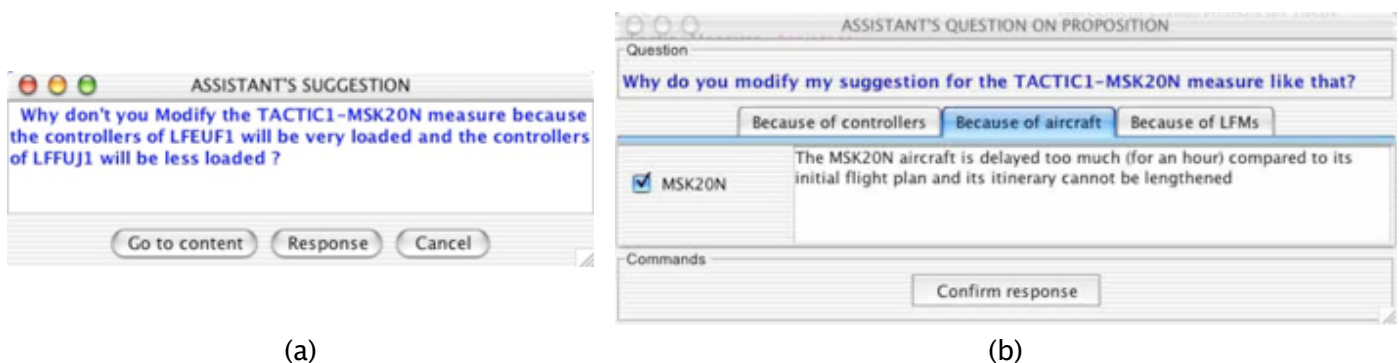 ASSISTANT'S SUGGESTION
Why don't you Modify the TACTIC1-MSK20N measure because
the controllers of LFEUF1 will be very loaded and the controllers
of LFFUJ1 will be less loaded ?
Go to content Response Cancel
(a)
ASSISTANT'S QUESTION ON PROPOSITION
Question
Why do you modify my suggestion for the TACTIC1-MSK20N measure like that?
Because of controllers Because of aircraft Because of LFMs
MSK20N
The MSK20N aircraft is delayed too much (for an hour) compared to its
initial flight plan and its itinerary cannot be lengthened
Commands
Confirm response
(b)